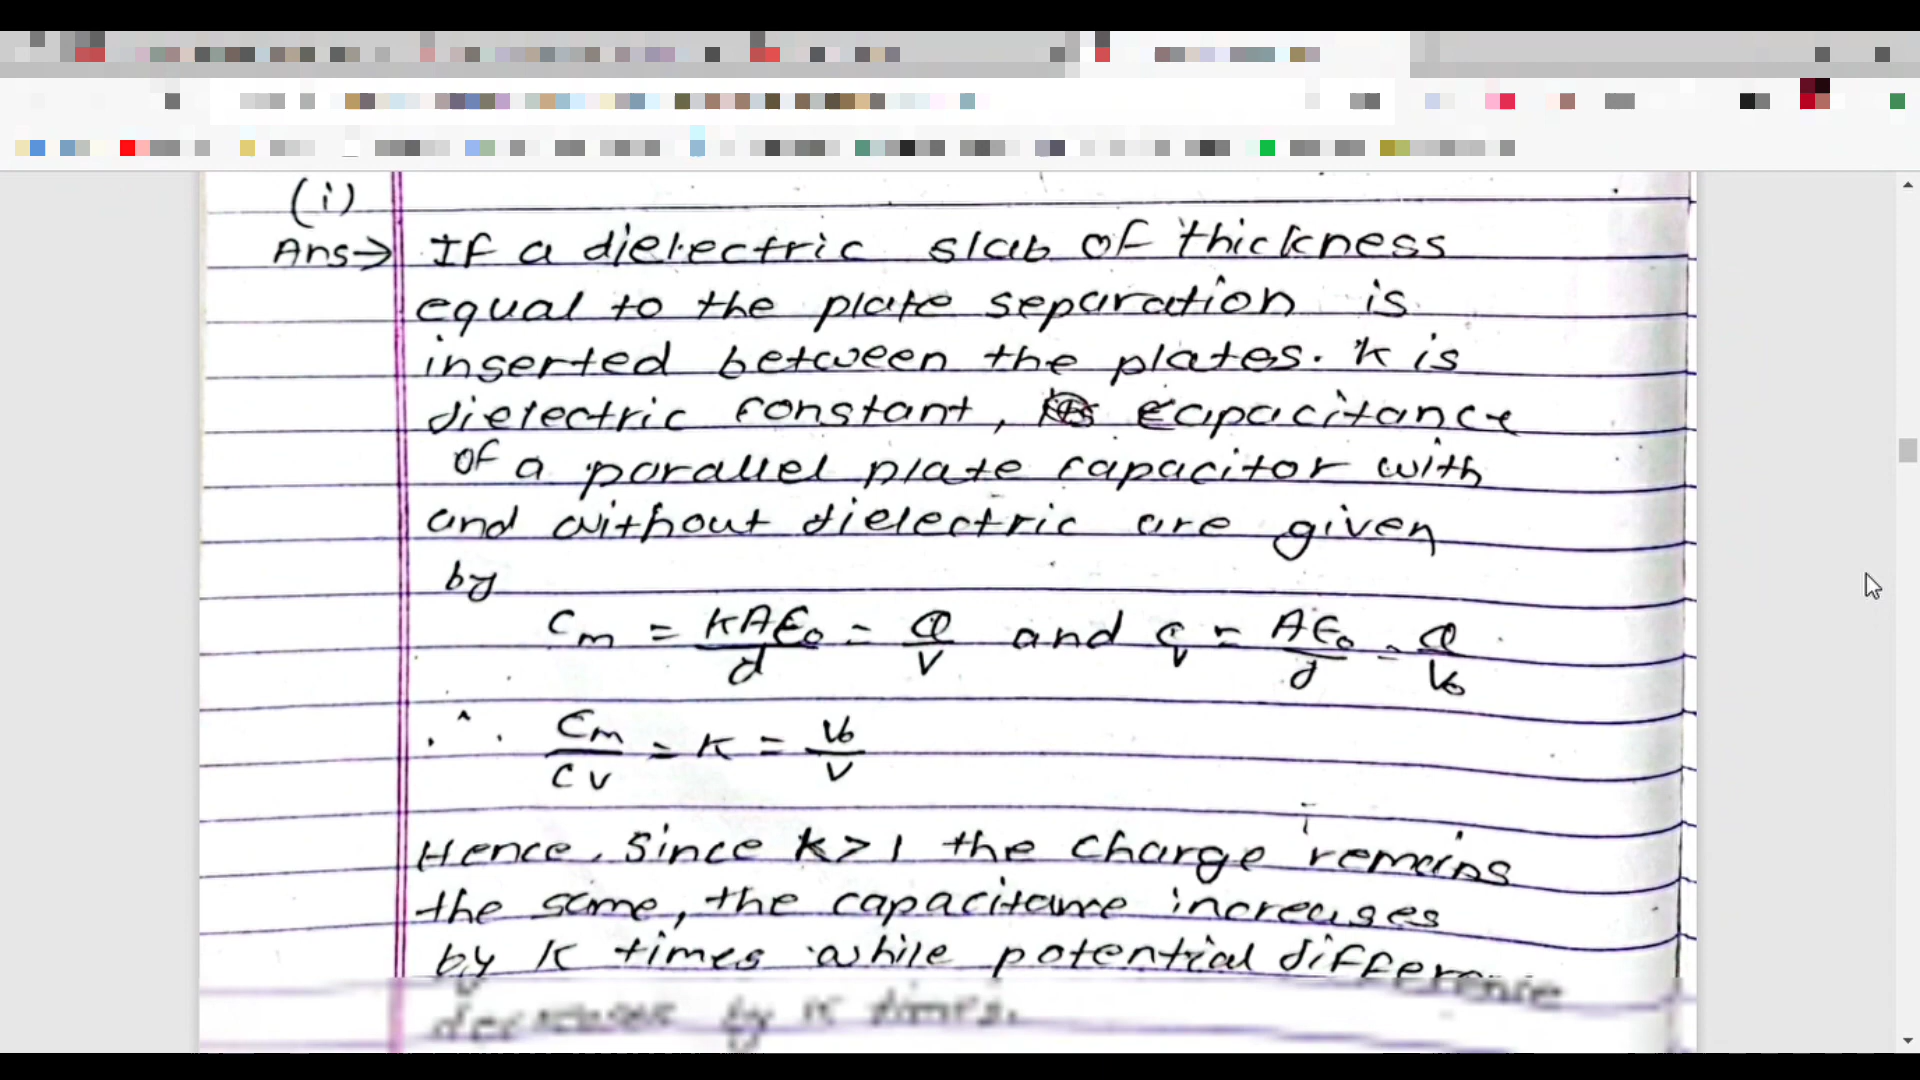 (i)
Ans→ If a dielectric slab of thickness
equal to the plate separation is
inserted between the plates. K is
dielectric constant, capacitance
of a parallel plate capacitor with
and without dielectric are given
by
Cm = KAε₀/d = Q/V and Cv = Aε₀/d = Q/V₀
∴ Cm/Cv = K = V₀/V
Hence, since k>1 the charge remains
the same, the capacitance increases
by K times while potential difference
decreases by K times.